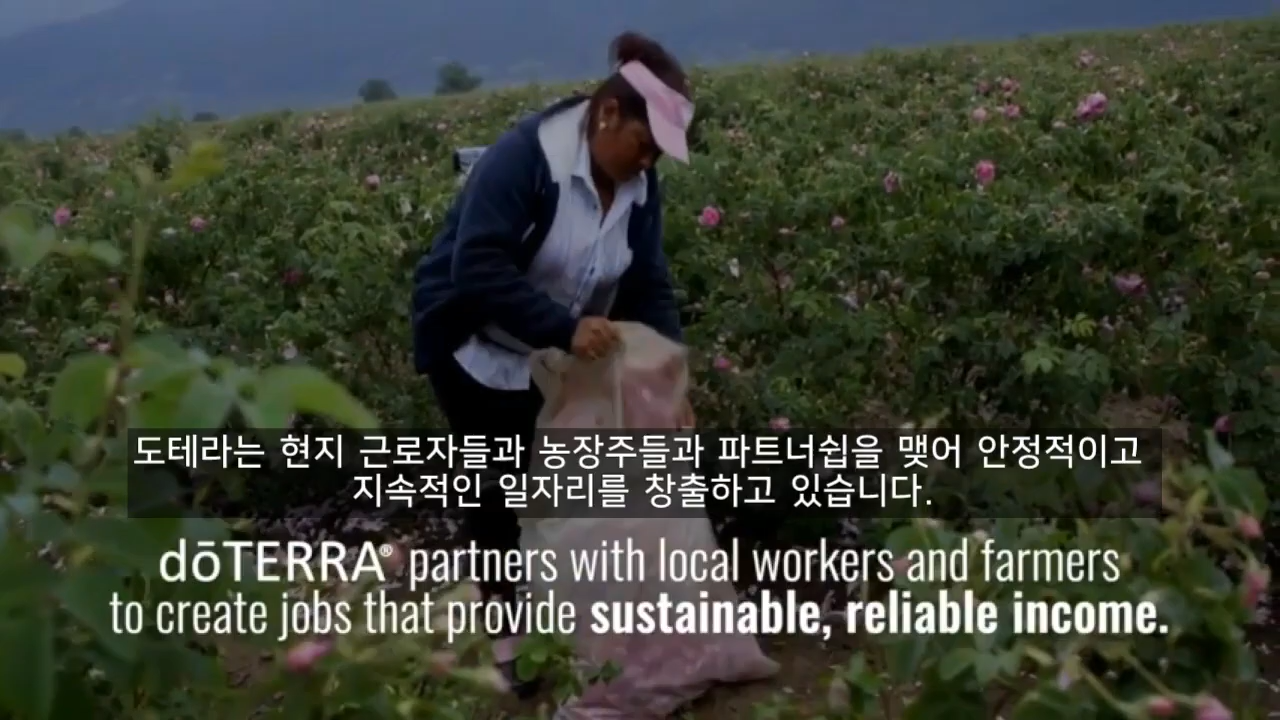 도테라는 현지 근로자들과 농장주들과 파트너쉽을 맺어 안정적이고
지속적인 일자리를 창출하고 있습니다.
dōTERRA® partners with local workers and farmers
to create jobs that provide sustainable, reliable income.